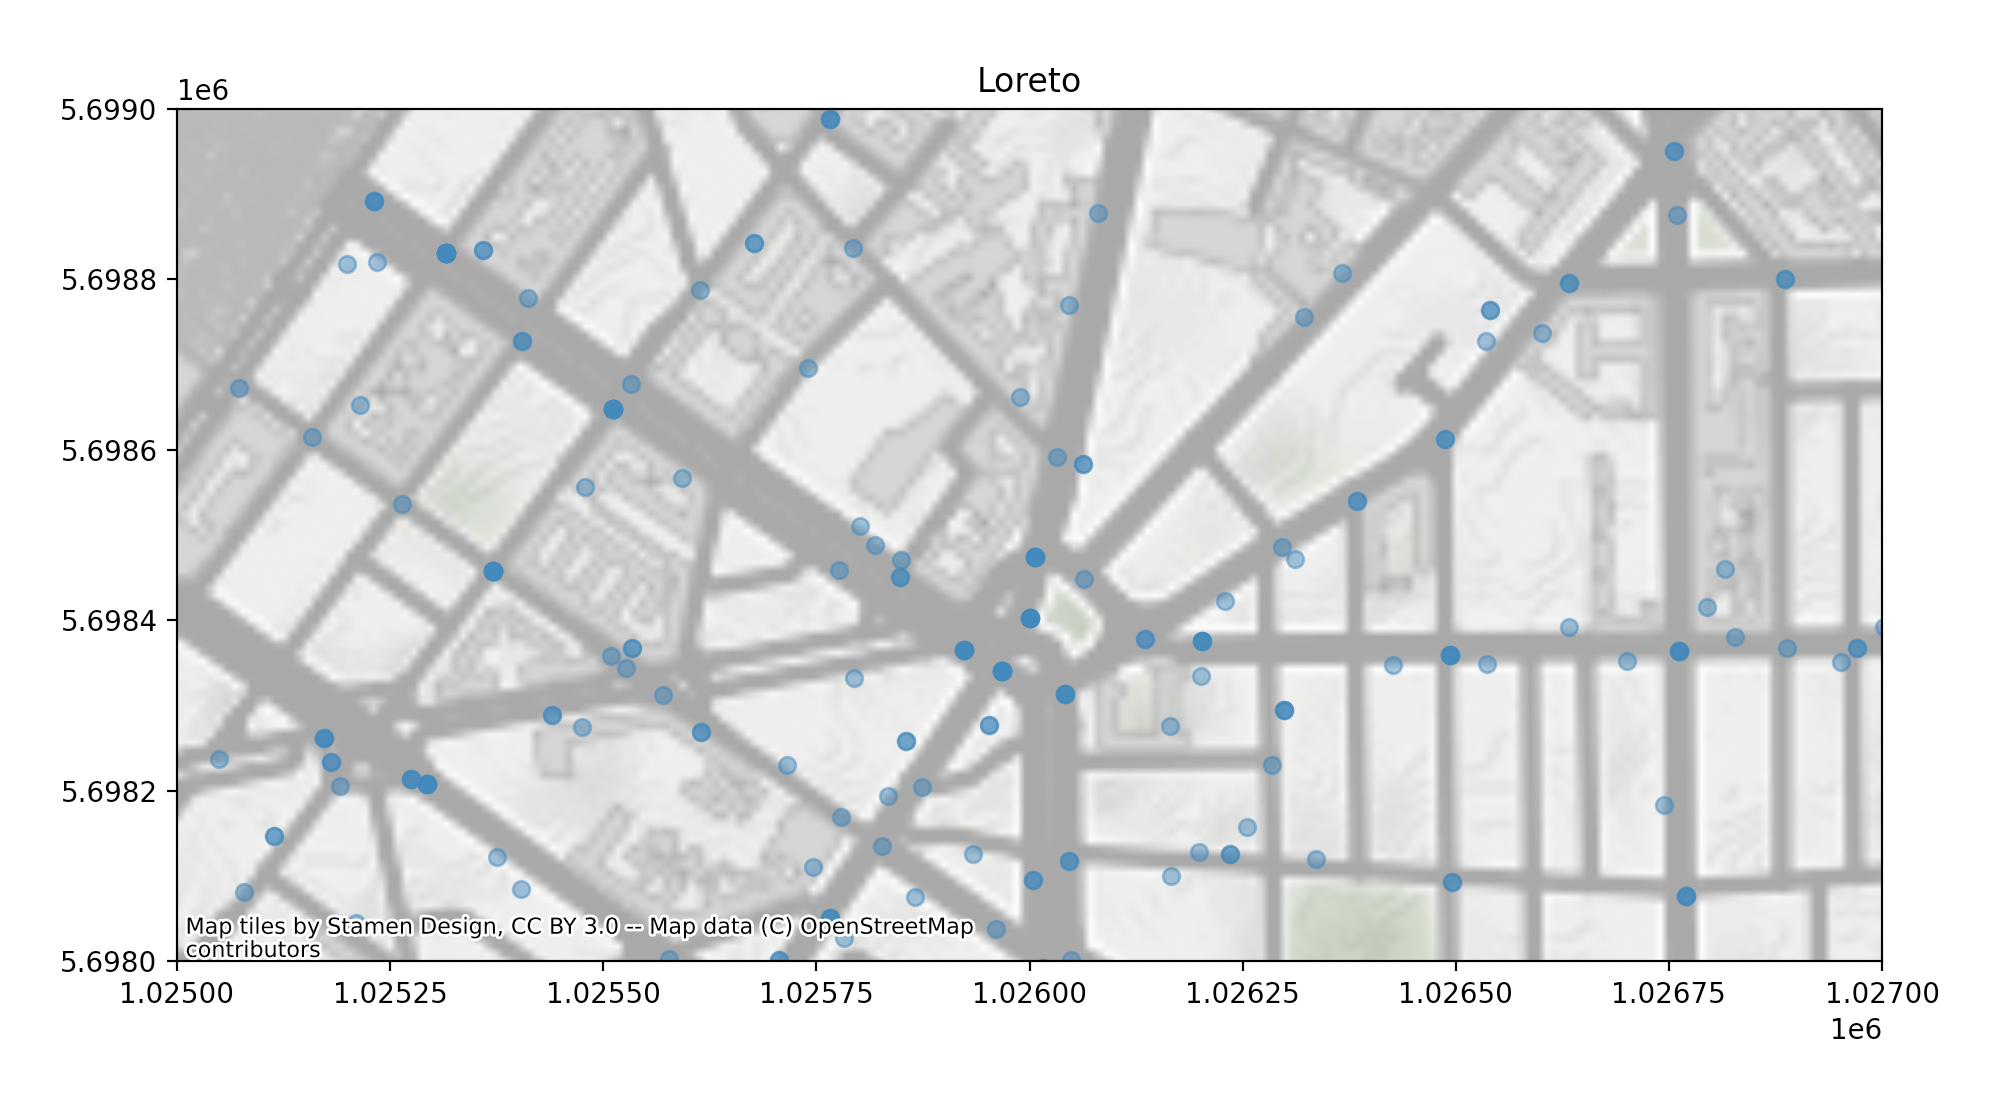 Loreto
1e6
5.6990
5.6988
5.6986
5.6984
5.6982
5.6980
Map tiles by Stamen Design, CC BY 3.0 -- Map data (C) OpenStreetMap
contributors
1.02500 1.02525 1.02550 1.02575 1.02600 1.02625 1.02650 1.02675 1.02700
1e6